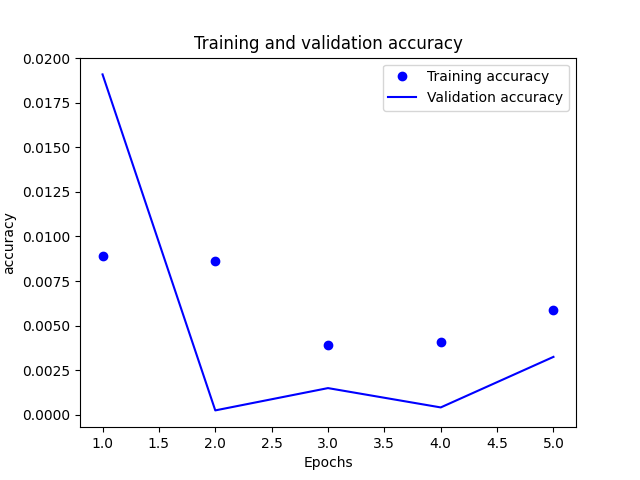 Training and validation accuracy
Training accuracy
Validation accuracy
accuracy
0.0200
0.0175
0.0150
0.0125
0.0100
0.0075
0.0050
0.0025
0.0000
1.0 1.5 2.0 2.5 3.0 3.5 4.0 4.5 5.0
Epochs